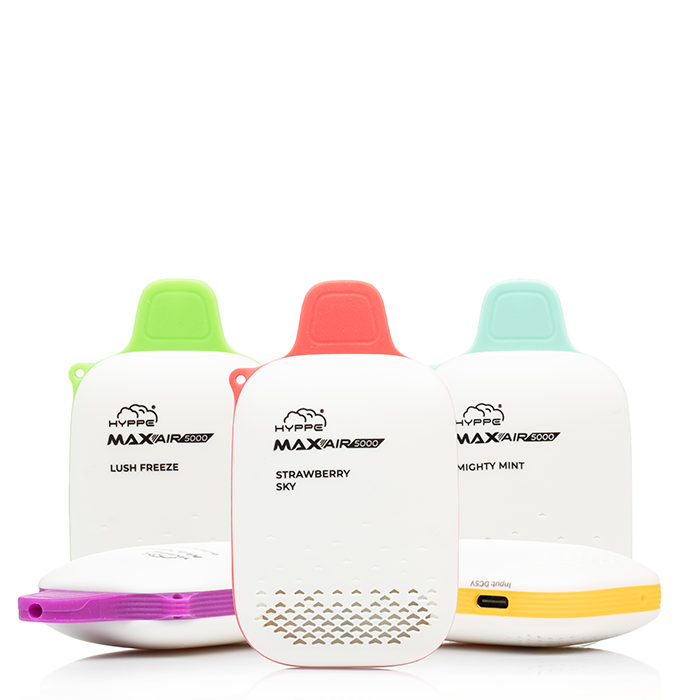 HYPPE
MAX AIR 5000
LUSH FREEZE
HYPPE
MAX AIR 5000
STRAWBERRY
SKY
HYPPE
MAX AIR 5000
MIGHTY MINT
HYPPE
Input: DC5V